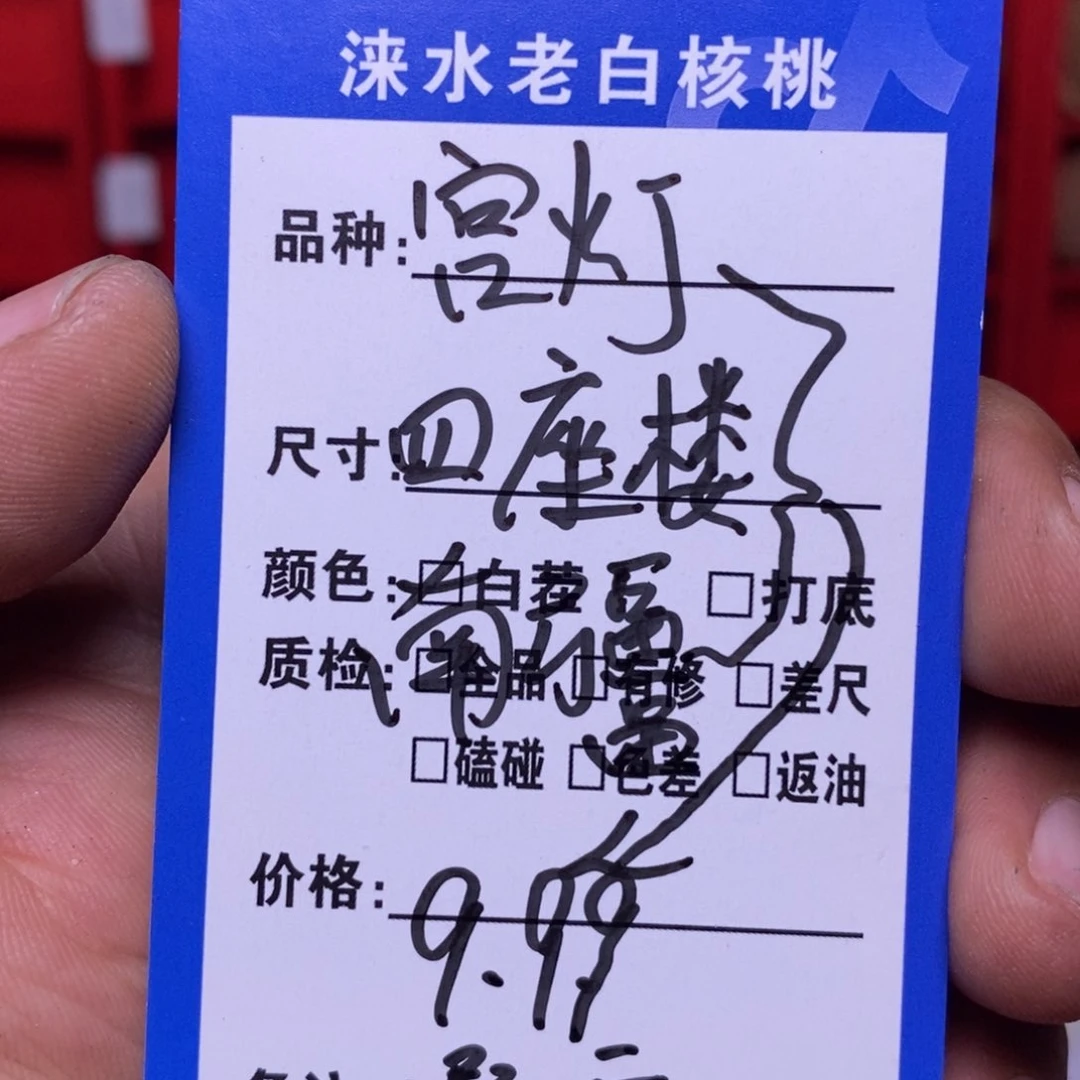 涞水老白核桃
品种: 宫灯
尺寸: 四座楼
颜色: □白茬 □打底
南疆
质检: □全品 □有修 □差尺
□磕碰 □色差 □返油
价格: 9.99